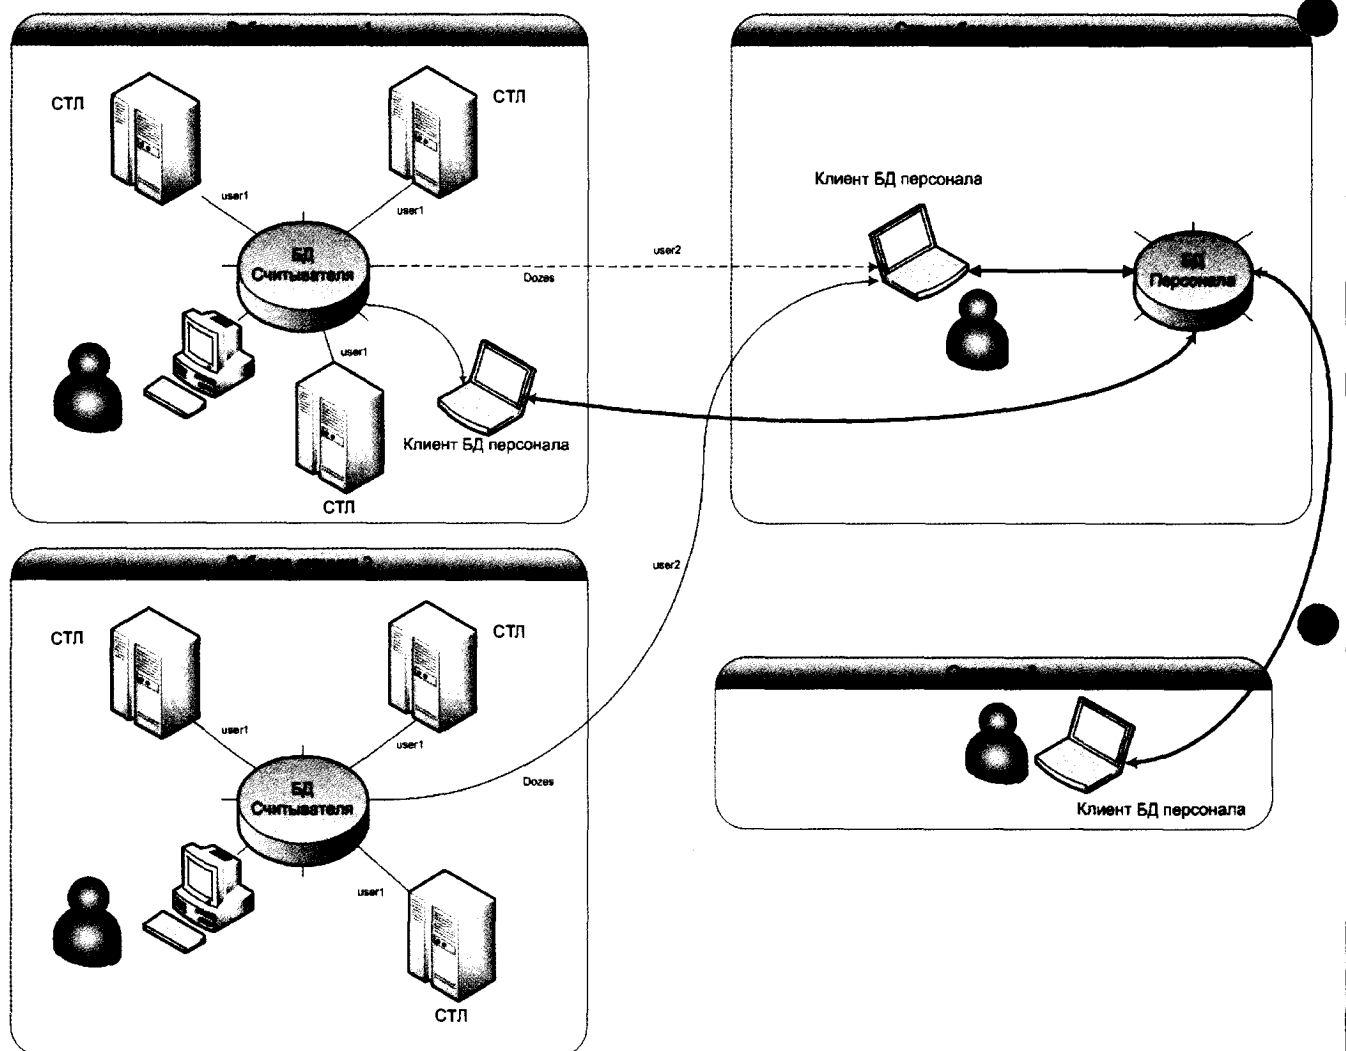 СТЛ
СТЛ
user1
user1
БД
Считывателя
user1
Dozes
user2
Клиент БД персонала
СТЛ
Клиент БД персонала
БД
Персонала
СТЛ
СТЛ
user1
user1
БД
Считывателя
user1
Dozes
user2
СТЛ
Клиент БД персонала